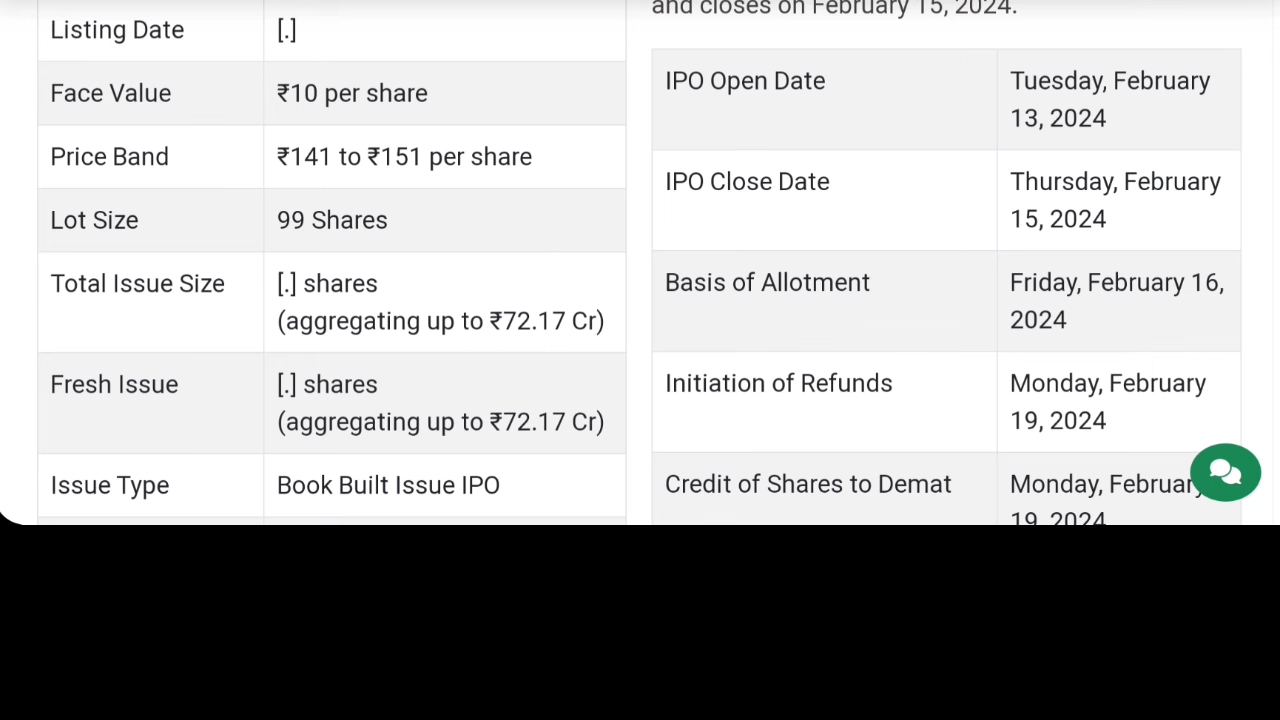 Listing Date [.]
Face Value ₹10 per share
Price Band ₹141 to ₹151 per share
Lot Size 99 Shares
Total Issue Size [.] shares
(aggregating up to ₹72.17 Cr)
Fresh Issue [.] shares
(aggregating up to ₹72.17 Cr)
Issue Type Book Built Issue IPO
and closes on February 15, 2024.
IPO Open Date Tuesday, February
13, 2024
IPO Close Date Thursday, February
15, 2024
Basis of Allotment Friday, February 16,
2024
Initiation of Refunds Monday, February
19, 2024
Credit of Shares to Demat Monday, February
19, 2024